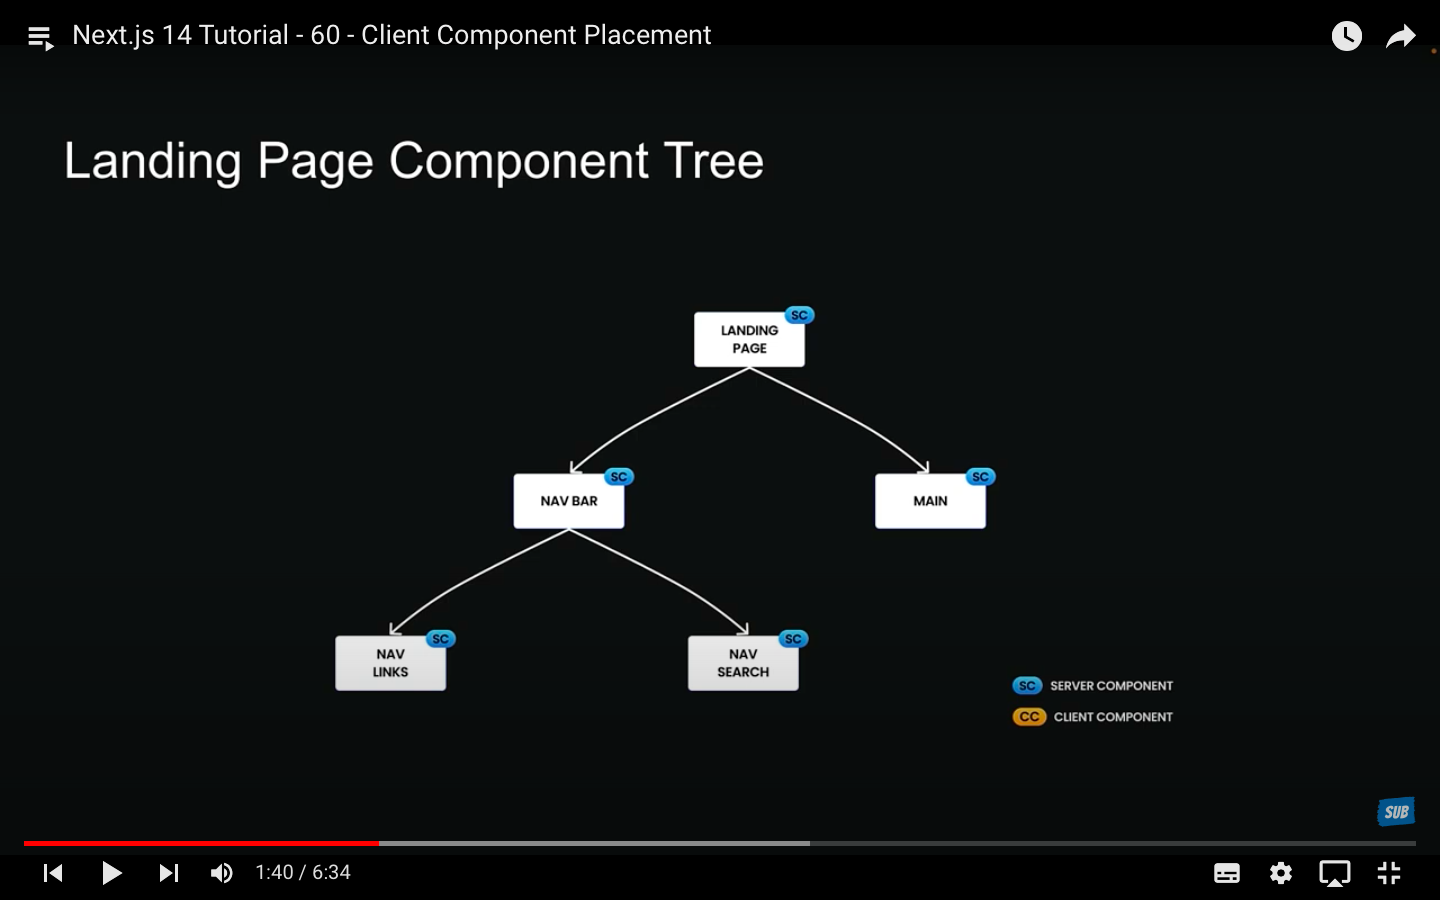 Next.js 14 Tutorial - 60 - Client Component Placement
Landing Page Component Tree
SC
LANDING
PAGE
SC
NAV BAR
SC
MAIN
SC
NAV
LINKS
SC
NAV
SEARCH
SC SERVER COMPONENT
CC CLIENT COMPONENT
SUB
1:40 / 6:34